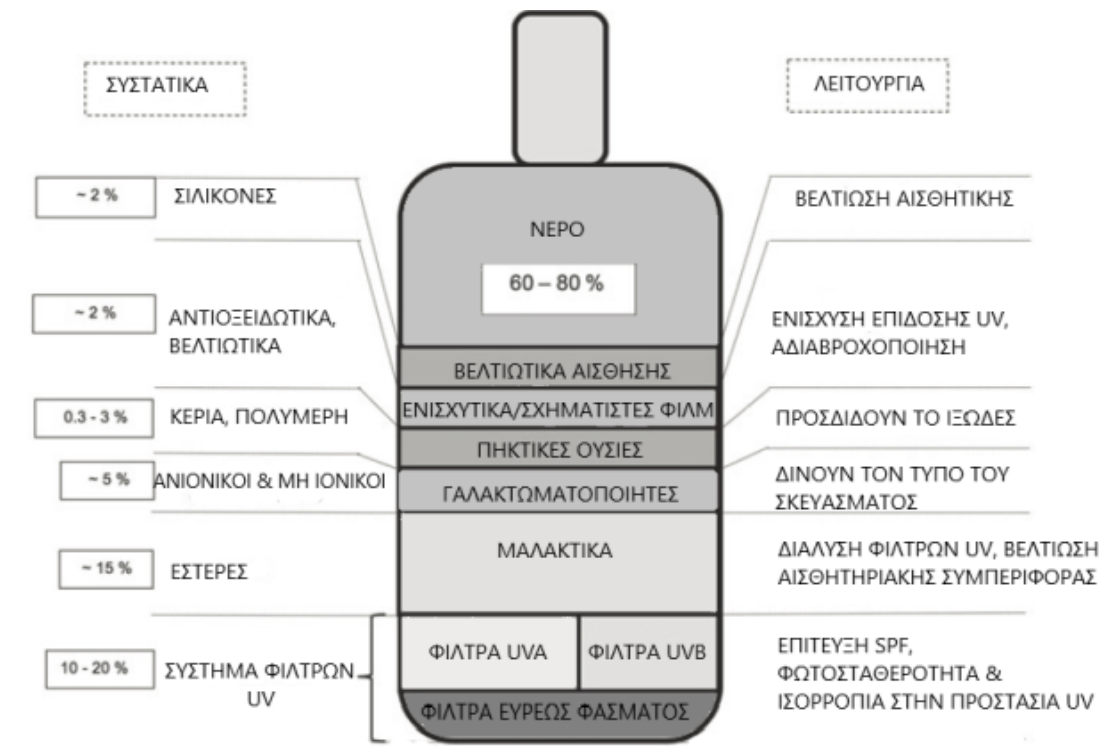 ΣΥΣΤΑΤΙΚΑ
ΛΕΙΤΟΥΡΓΙΑ
~ 2 %
ΣΙΛΙΚΟΝΕΣ
ΝΕΡΟ
60 – 80 %
ΒΕΛΤΙΩΣΗ ΑΙΣΘΗΤΙΚΗΣ
~ 2 %
ΑΝΤΙΟΞΕΙΔΩΤΙΚΑ,
ΒΕΛΤΙΩΤΙΚΑ
ΒΕΛΤΙΩΤΙΚΑ ΑΙΣΘΗΣΗΣ
ΕΝΙΣΧΥΣΗ ΕΠΙΔΟΣΗΣ UV,
ΑΔΙΑΒΡΟΧΟΠΟΙΗΣΗ
0.3 - 3 %
ΚΕΡΙΑ, ΠΟΛΥΜΕΡΗ
ΕΝΙΣΧΥΤΙΚΑ/ΣΧΗΜΑΤΙΣΤΕΣ ΦΙΛΜ
ΠΗΚΤΙΚΕΣ ΟΥΣΙΕΣ
ΠΡΟΣΔΙΔΟΥΝ ΤΟ ΙΞΩΔΕΣ
~ 5 %
ΑΝΙΟΝΙΚΟΙ & ΜΗ ΙΟΝΙΚΟΙ
ΓΑΛΑΚΤΩΜΑΤΟΠΟΙΗΤΕΣ
ΔΙΝΟΥΝ ΤΟΝ ΤΥΠΟ ΤΟΥ
ΣΚΕΥΑΣΜΑΤΟΣ
~ 15 %
ΕΣΤΕΡΕΣ
ΜΑΛΑΚΤΙΚΑ
ΔΙΑΛΥΣΗ ΦΙΛΤΡΩΝ UV, ΒΕΛΤΙΩΣΗ
ΑΙΣΘΗΤΗΡΙΑΚΗΣ ΣΥΜΠΕΡΙΦΟΡΑΣ
10 - 20 %
ΣΥΣΤΗΜΑ ΦΙΛΤΡΩΝ
UV
ΦΙΛΤΡΑ UVA
ΦΙΛΤΡΑ UVB
ΦΙΛΤΡΑ ΕΥΡΕΩΣ ΦΑΣΜΑΤΟΣ
ΕΠΙΤΕΥΞΗ SPF,
ΦΩΤΟΣΤΑΘΕΡΟΤΗΤΑ &
ΙΣΟΡΡΟΠΙΑ ΣΤΗΝ ΠΡΟΣΤΑΣΙΑ UV